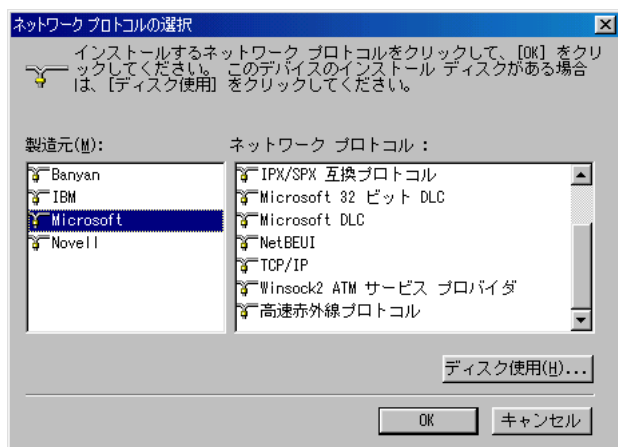 ネットワーク プロトコルの選択
インストールするネットワーク プロトコルをクリックして、[OK] をクリ
ックしてください。 このデバイスのインストール ディスクがある場合
は、[ディスク使用] をクリックしてください。
製造元(M):
Banyan
IBM
Microsoft
Novell
ネットワーク プロトコル :
IPX/SPX 互換プロトコル
Microsoft 32 ビット DLC
Microsoft DLC
NetBEUI
TCP/IP
Winsock2 ATM サービス プロバイダ
高速赤外線プロトコル
ディスク使用(H)...
OK
キャンセル